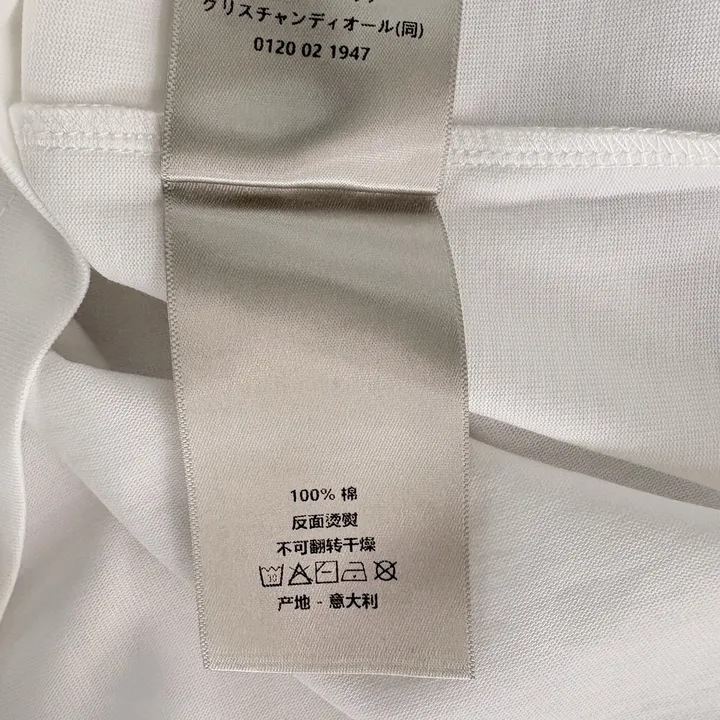 クリスチャンディオール(同)
0120 02 1947
100% 棉
反面烫熨
不可翻转干燥
30
产地 - 意大利